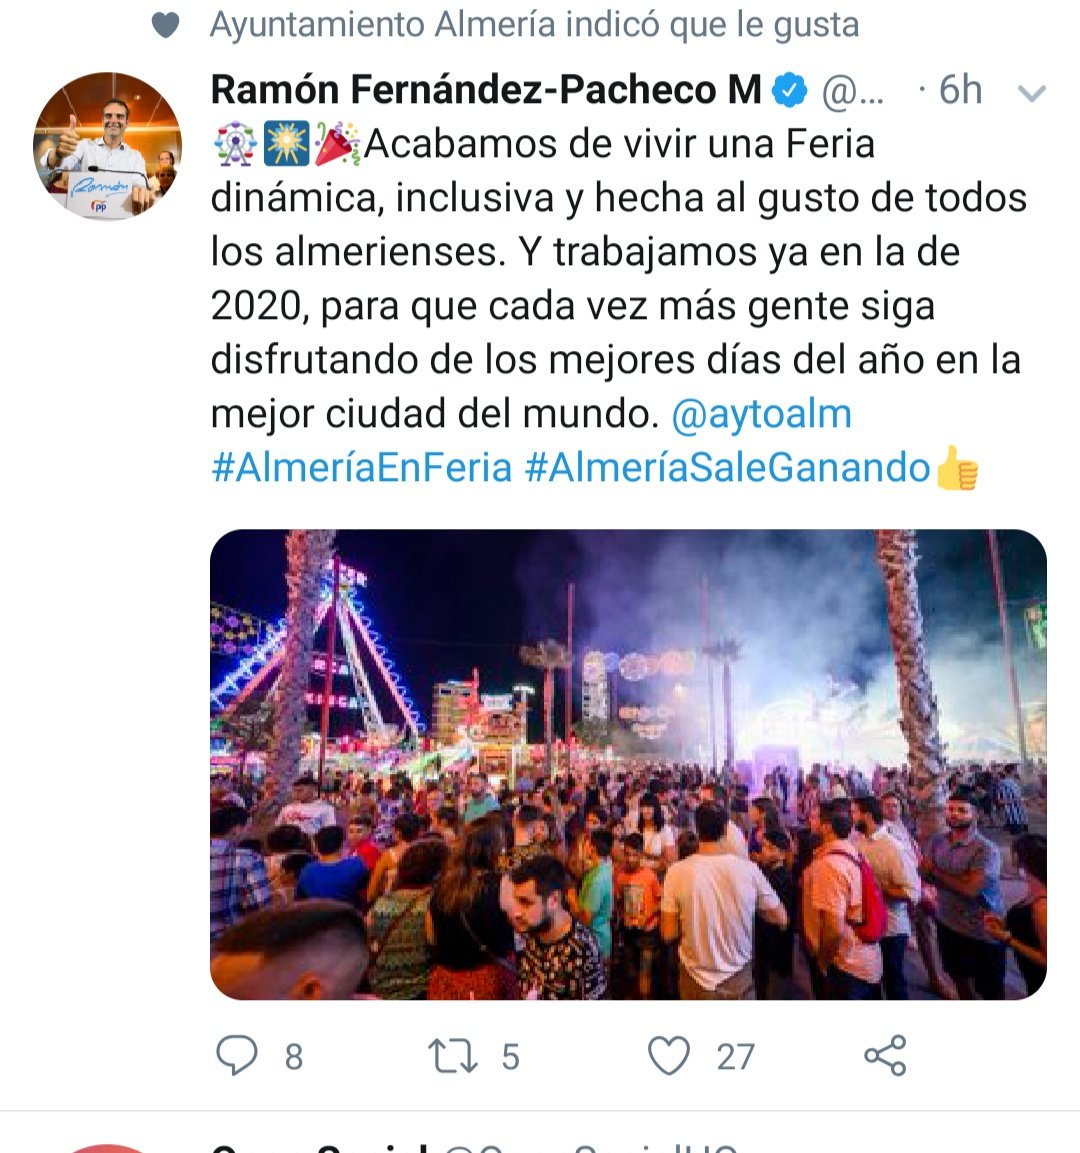 Ayuntamiento Almería indicó que le gusta
Ramón Fernández-Pacheco M @... · 6h
Acabamos de vivir una Feria
dinámica, inclusiva y hecha al gusto de todos
los almerienses. Y trabajamos ya en la de
2020, para que cada vez más gente siga
disfrutando de los mejores días del año en la
mejor ciudad del mundo. @aytoalm
#AlmeríaEnFeria #AlmeríaSaleGanando
Ramón
PP
8 5 27